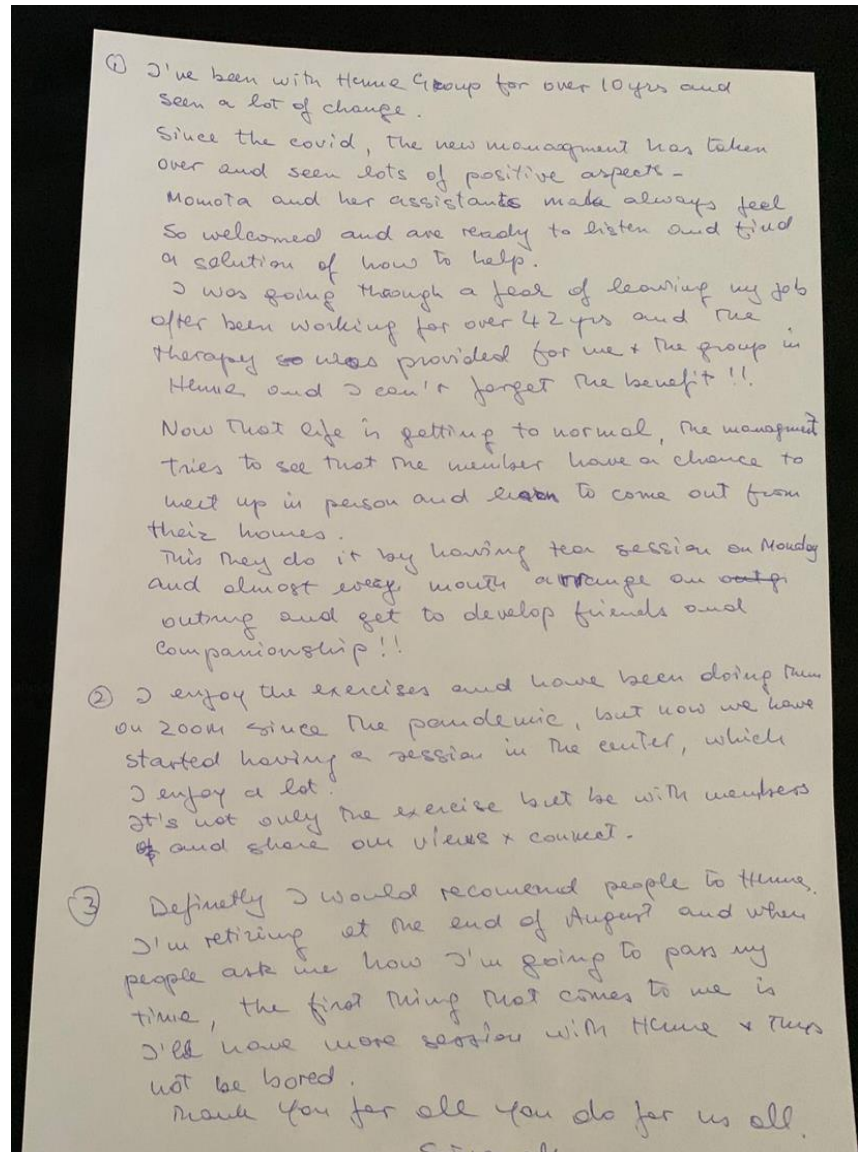 ① I've been with Henna Group for over 10 yrs and
seen a lot of change.
Since the covid, the new managment has taken
over and seen lots of positive aspects -
Momota and her assistants make always feel
so welcomed and are ready to listen and find
a solution of how to help.
I was going through a fear of leaving my job
after been working for over 42 yrs and the
therapy so was provided for me & the group in
Henna and I can't forget the benefit !!
Now that life is getting to normal, the managment
tries to see that the member have a chance to
meet up in person and learn to come out from
their homes.
This they do it by having tea session on Monday
and almost every month arrange an outgi
outing and get to develop friends and
companionship !!
② I enjoy the exercises and have been doing them
on zoom since the pandemic, but now we have
started having a session in the center, which
I enjoy a lot.
It's not only the exercise but be with members
and share our views & connect -
③ Definetly I would recomend people to Henna.
I'm retiring at the end of August and when
people ask me how I'm going to pass my
time, the first thing that comes to me is
I'll have more session with Henna & thus
not be bored.
Thank you for all you do for us all.